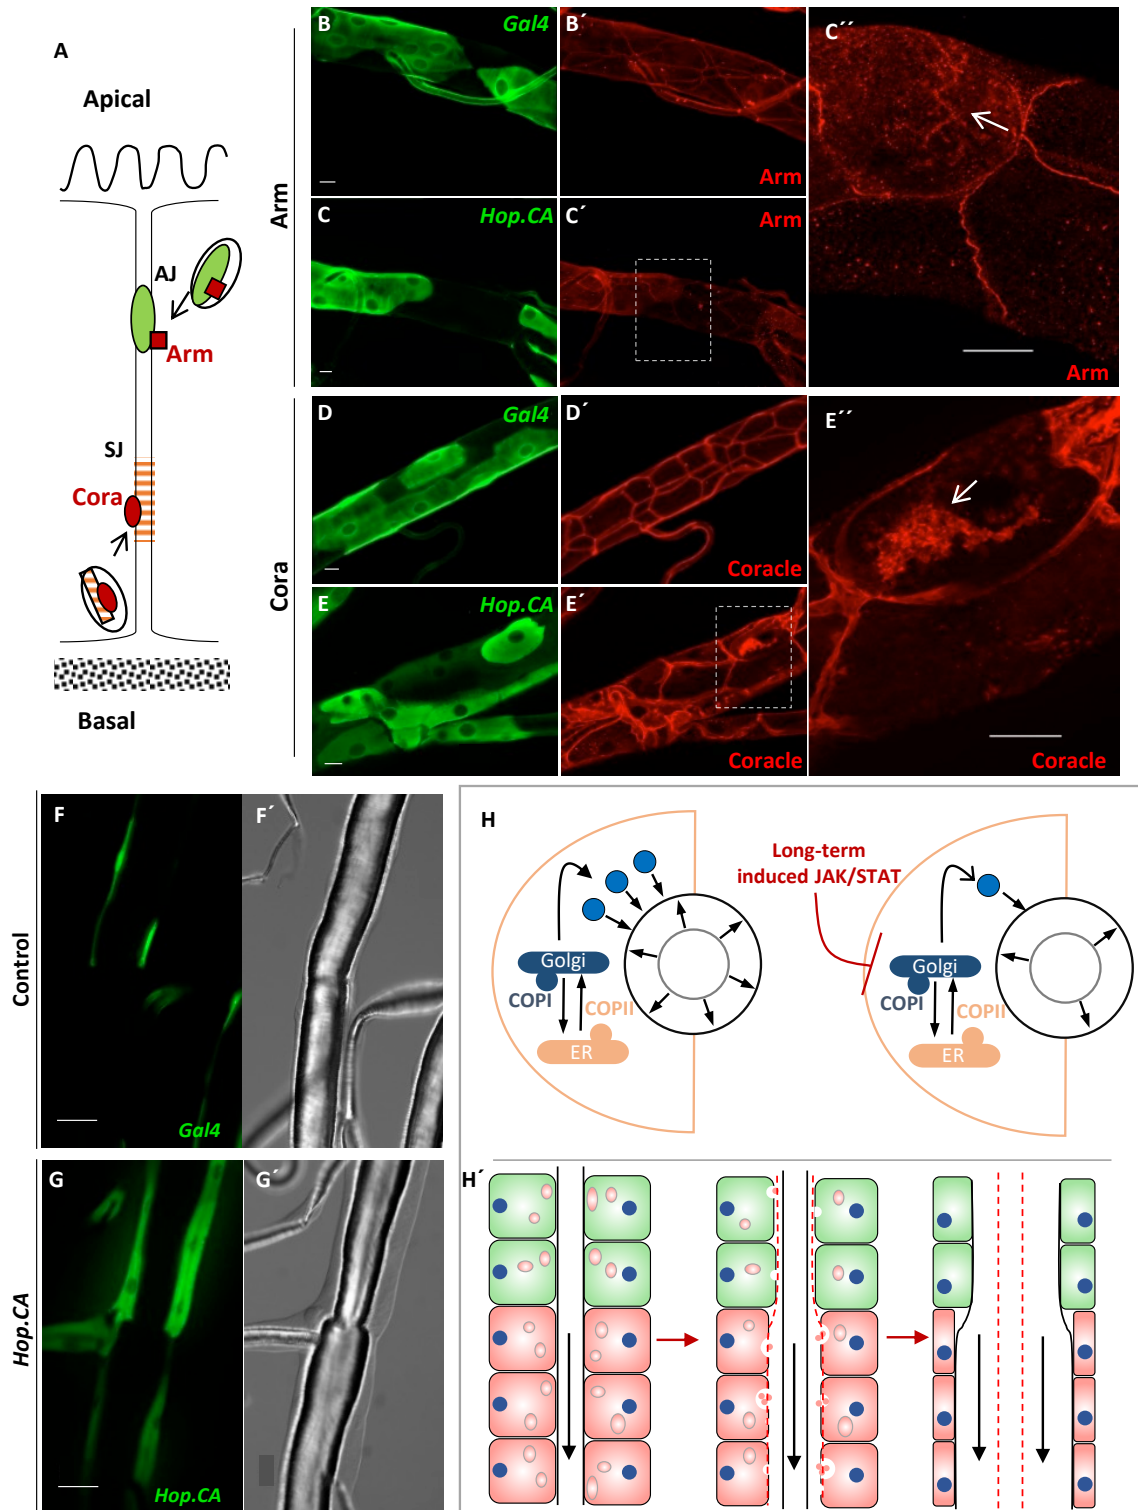 A
Apical
AJ
Arm
SJ
Cora
Basal
Arm
B
Gal4
B´
Arm
C´´
Arm
C
Hop.CA
C´
Arm
Cora
D
Gal4
D´
Coracle
E´´
Coracle
E
Hop.CA
E´
Coracle
Control
F
Gal4
F´
Hop.CA
G
Hop.CA
G´
H
Golgi
COPI
COPII
ER
Long-term
induced JAK/STAT
Golgi
COPI
COPII
ER
H´